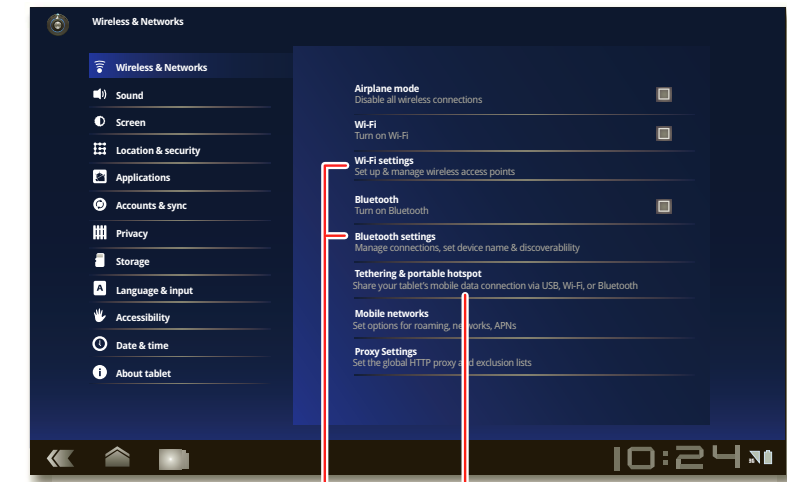 Wireless & Networks
Wireless & Networks
Sound
Screen
Location & security
Applications
Accounts & sync
Privacy
Storage
A Language & input
Accessibility
Date & time
i About tablet
Airplane mode
Disable all wireless connections
Wi-Fi
Turn on Wi-Fi
Wi-Fi settings
Set up & manage wireless access points
Bluetooth
Turn on Bluetooth
Bluetooth settings
Manage connections, set device name & discoverablility
Tethering & portable hotspot
Share your tablet's mobile data connection via USB, Wi-Fi, or Bluetooth
Mobile networks
Set options for roaming, networks, APNs
Proxy Settings
Set the global HTTP proxy and exclusion lists
10:24